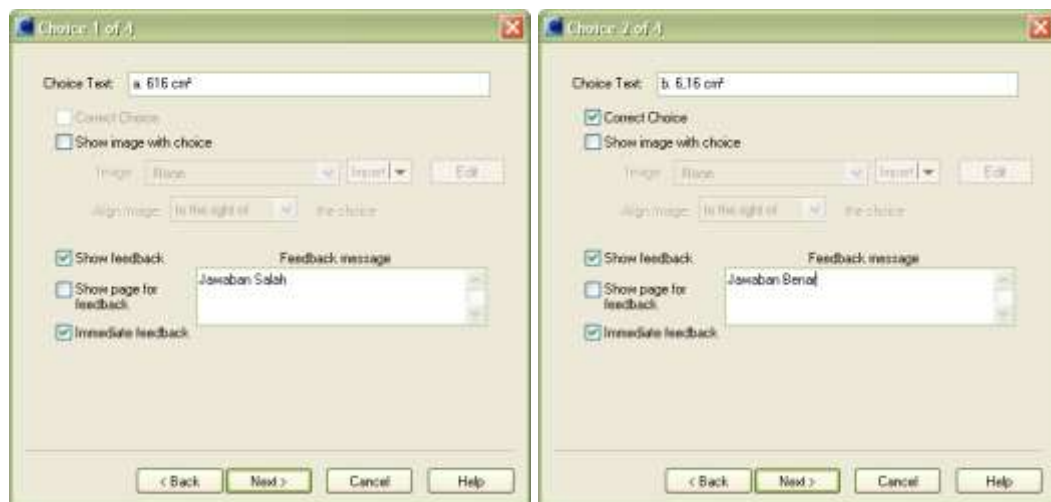 Choice 1 of 4
Choice Text: a. 616 cm²
Correct Choice
Show image with choice
Image: None Import Edit
Align image: to the right of the choice
Show feedback Feedback message
Jawaban Salah
Show page for
feedback
Immediate feedback
< Back Next > Cancel Help
Choice 2 of 4
Choice Text: b. 6,16 cm²
Correct Choice
Show image with choice
Image: None Import Edit
Align image: to the right of the choice
Show feedback Feedback message
Jawaban Benar
Show page for
feedback
Immediate feedback
< Back Next > Cancel Help